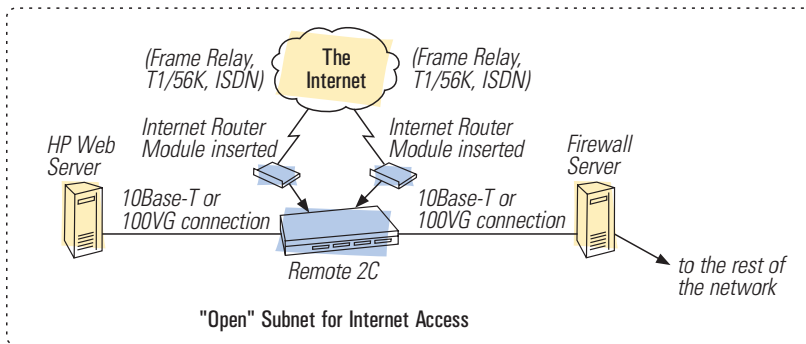 (Frame Relay,
T1/56K, ISDN)
The
Internet
(Frame Relay,
T1/56K, ISDN)
HP Web
Server
Internet Router
Module inserted
Internet Router
Module inserted
Firewall
Server
10Base-T or
100VG connection
10Base-T or
100VG connection
Remote 2C
to the rest of
the network
"Open" Subnet for Internet Access